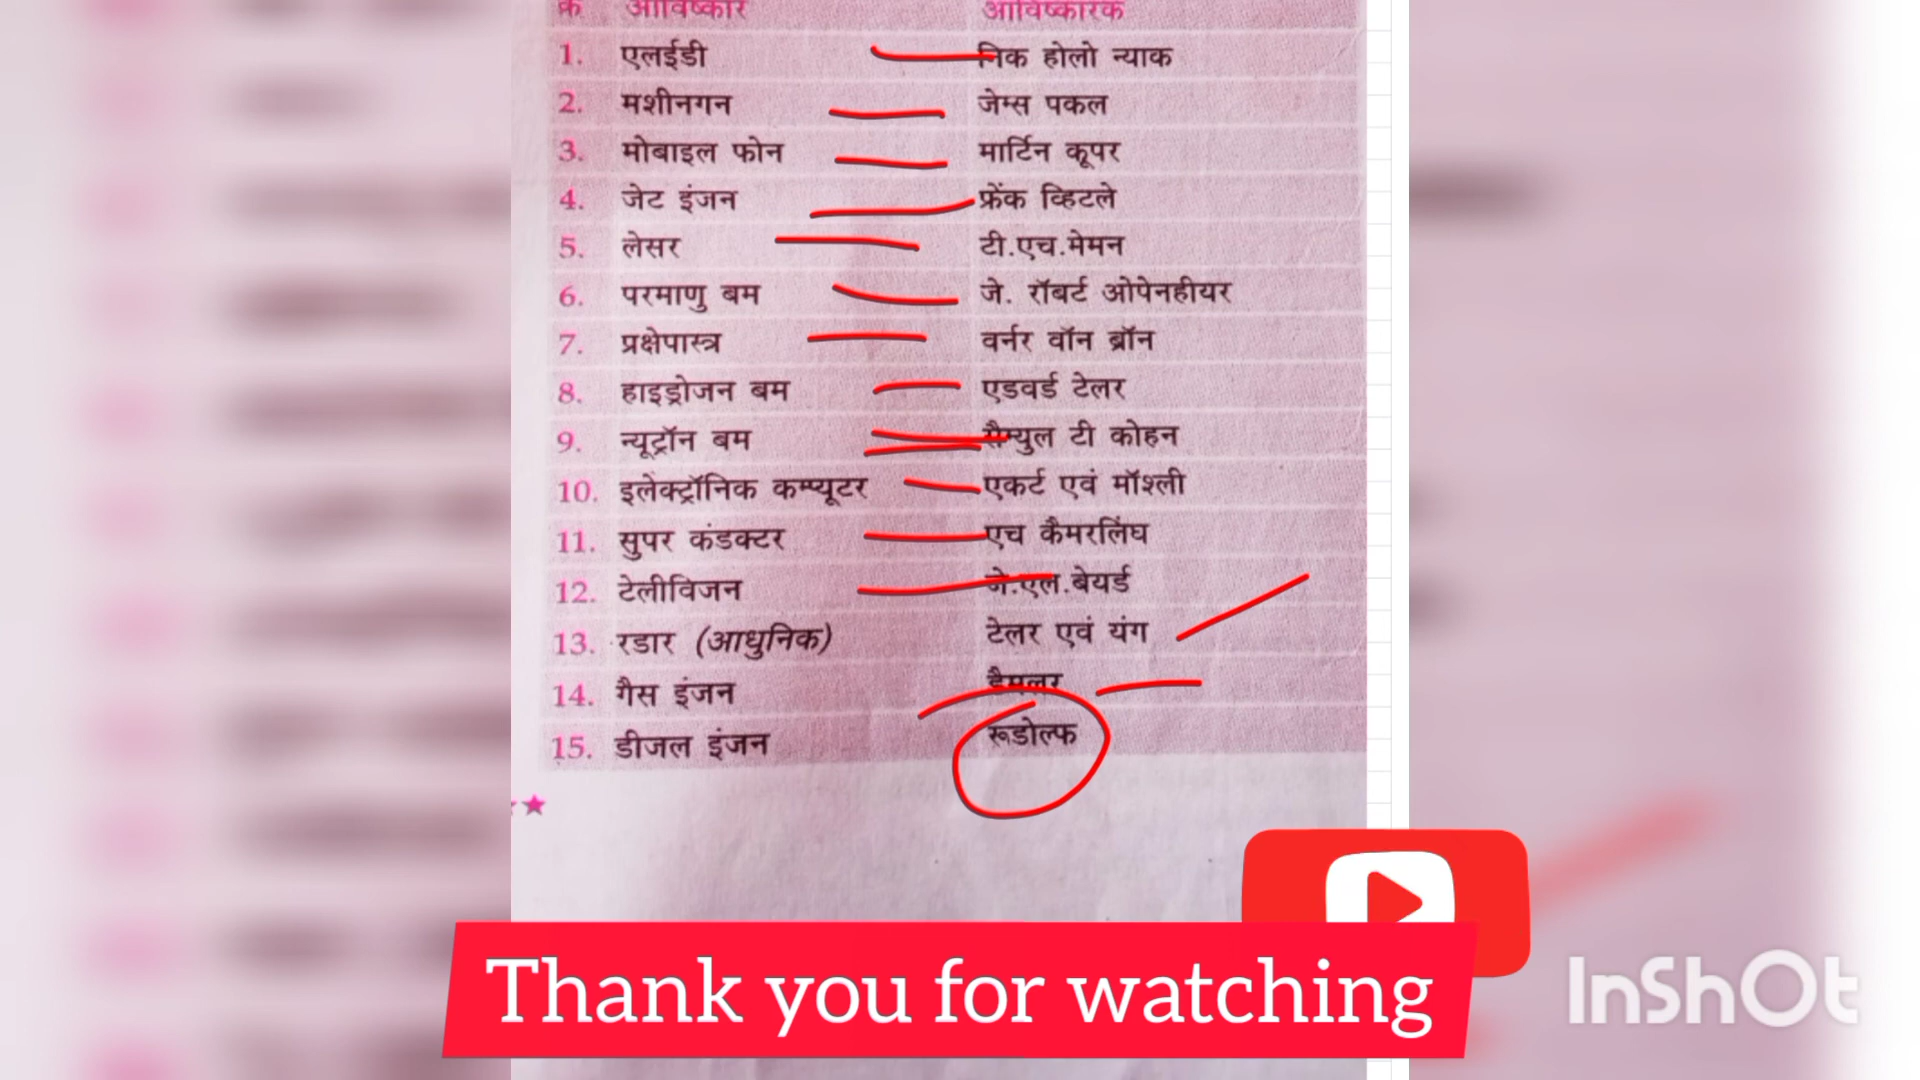 क्र आविष्कार आविष्कारक
1. एलईडी निक होलो न्याक
2. मशीनगन जेम्स पकल
3. मोबाइल फोन मार्टिन कूपर
4. जेट इंजन फ्रेंक व्हिटले
5. लेसर टी.एच.मेमन
6. परमाणु बम जे. रॉबर्ट ओपेनहीयर
7. प्रक्षेपास्त्र वर्नर वॉन ब्रॉन
8. हाइड्रोजन बम एडवर्ड टेलर
9. न्यूट्रॉन बम सैम्युल टी कोहन
10. इलेक्ट्रॉनिक कम्प्यूटर एकर्ट एवं मॉश्ली
11. सुपर कंडक्टर एच कैमरलिंघ
12. टेलीविजन जे.एल.बेयर्ड
13. रडार (आधुनिक) टेलर एवं यंग
14. गैस इंजन डैमलर
15. डीजल इंजन रूडोल्फ
Thank you for watching
InShOt